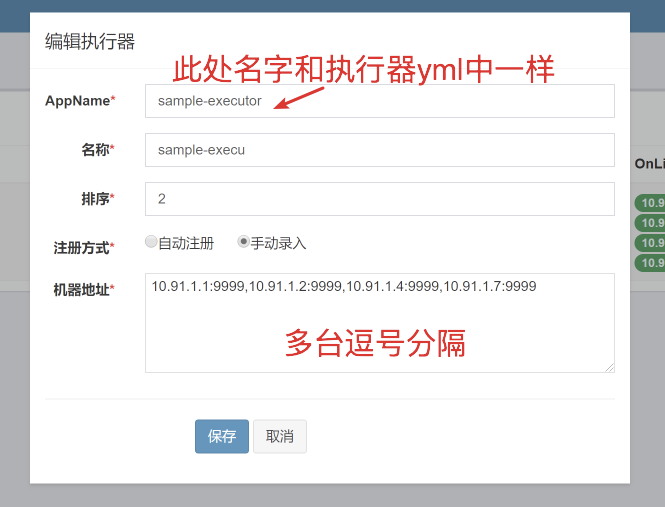 编辑执行器
此处名字和执行器yml中一样
AppName* sample-executor
名称* sample-execu
OnLi
排序* 2
10.9
10.9
注册方式* 自动注册 手动录入
10.9
10.9
机器地址* 10.91.1.1:9999,10.91.1.2:9999,10.91.1.4:9999,10.91.1.7:9999
多台逗号分隔
保存 取消